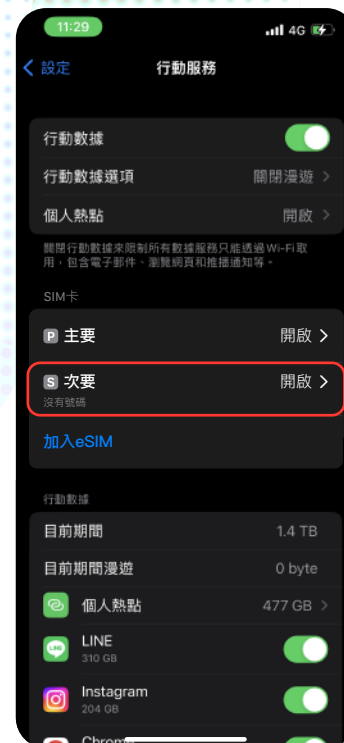 11:29
4G
設定
行動服務
行動數據
行動數據選項 關閉漫遊
個人熱點 開啟
關閉行動數據來限制所有數據服務只能透過Wi-Fi取
用，包含電子郵件、瀏覽網頁和推播通知等。
SIM卡
P 主要 開啟
S 次要 開啟
沒有號碼
加入eSIM
行動數據
目前期間 1.4 TB
目前期間漫遊 0 byte
個人熱點 477 GB
LINE
310 GB
Instagram
204 GB
Chrome